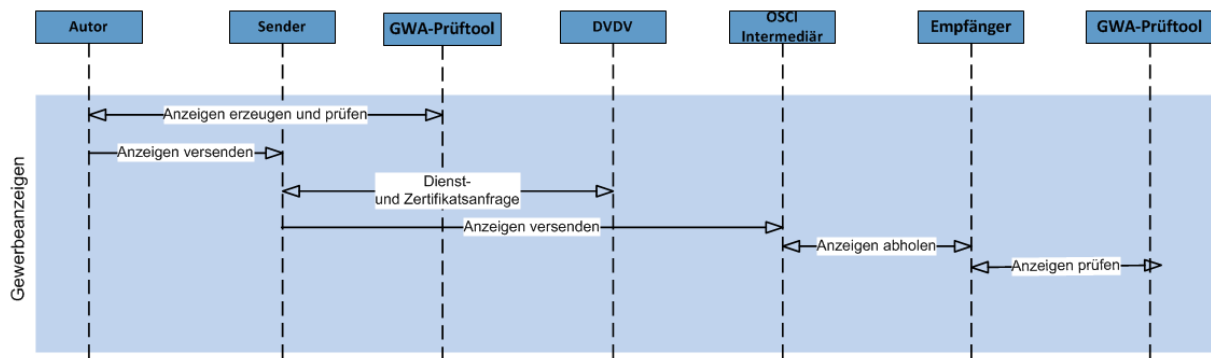 Autor
Sender
GWA-Prüftool
DVDV
OSCI
Intermediär
Empfänger
GWA-Prüftool
Gewerbeanzeigen
Anzeigen erzeugen und prüfen
Anzeigen versenden
Dienst-
und Zertifikatsanfrage
Anzeigen versenden
Anzeigen abholen
Anzeigen prüfen